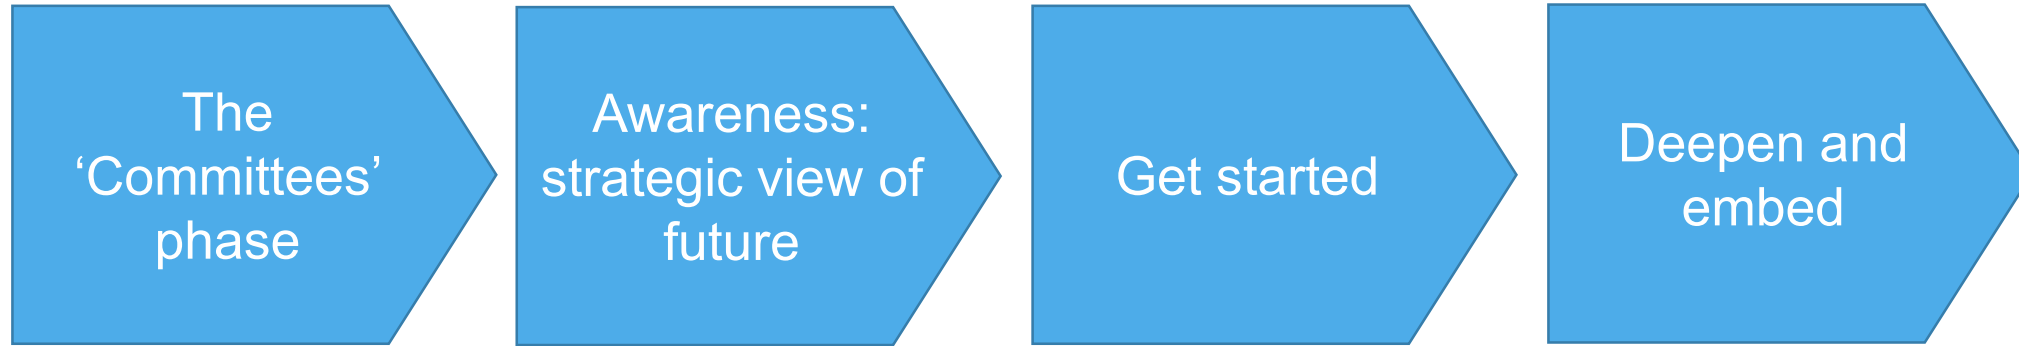 The
‘Committees’
phase
Awareness:
strategic view of
future
Get started
Deepen and
embed